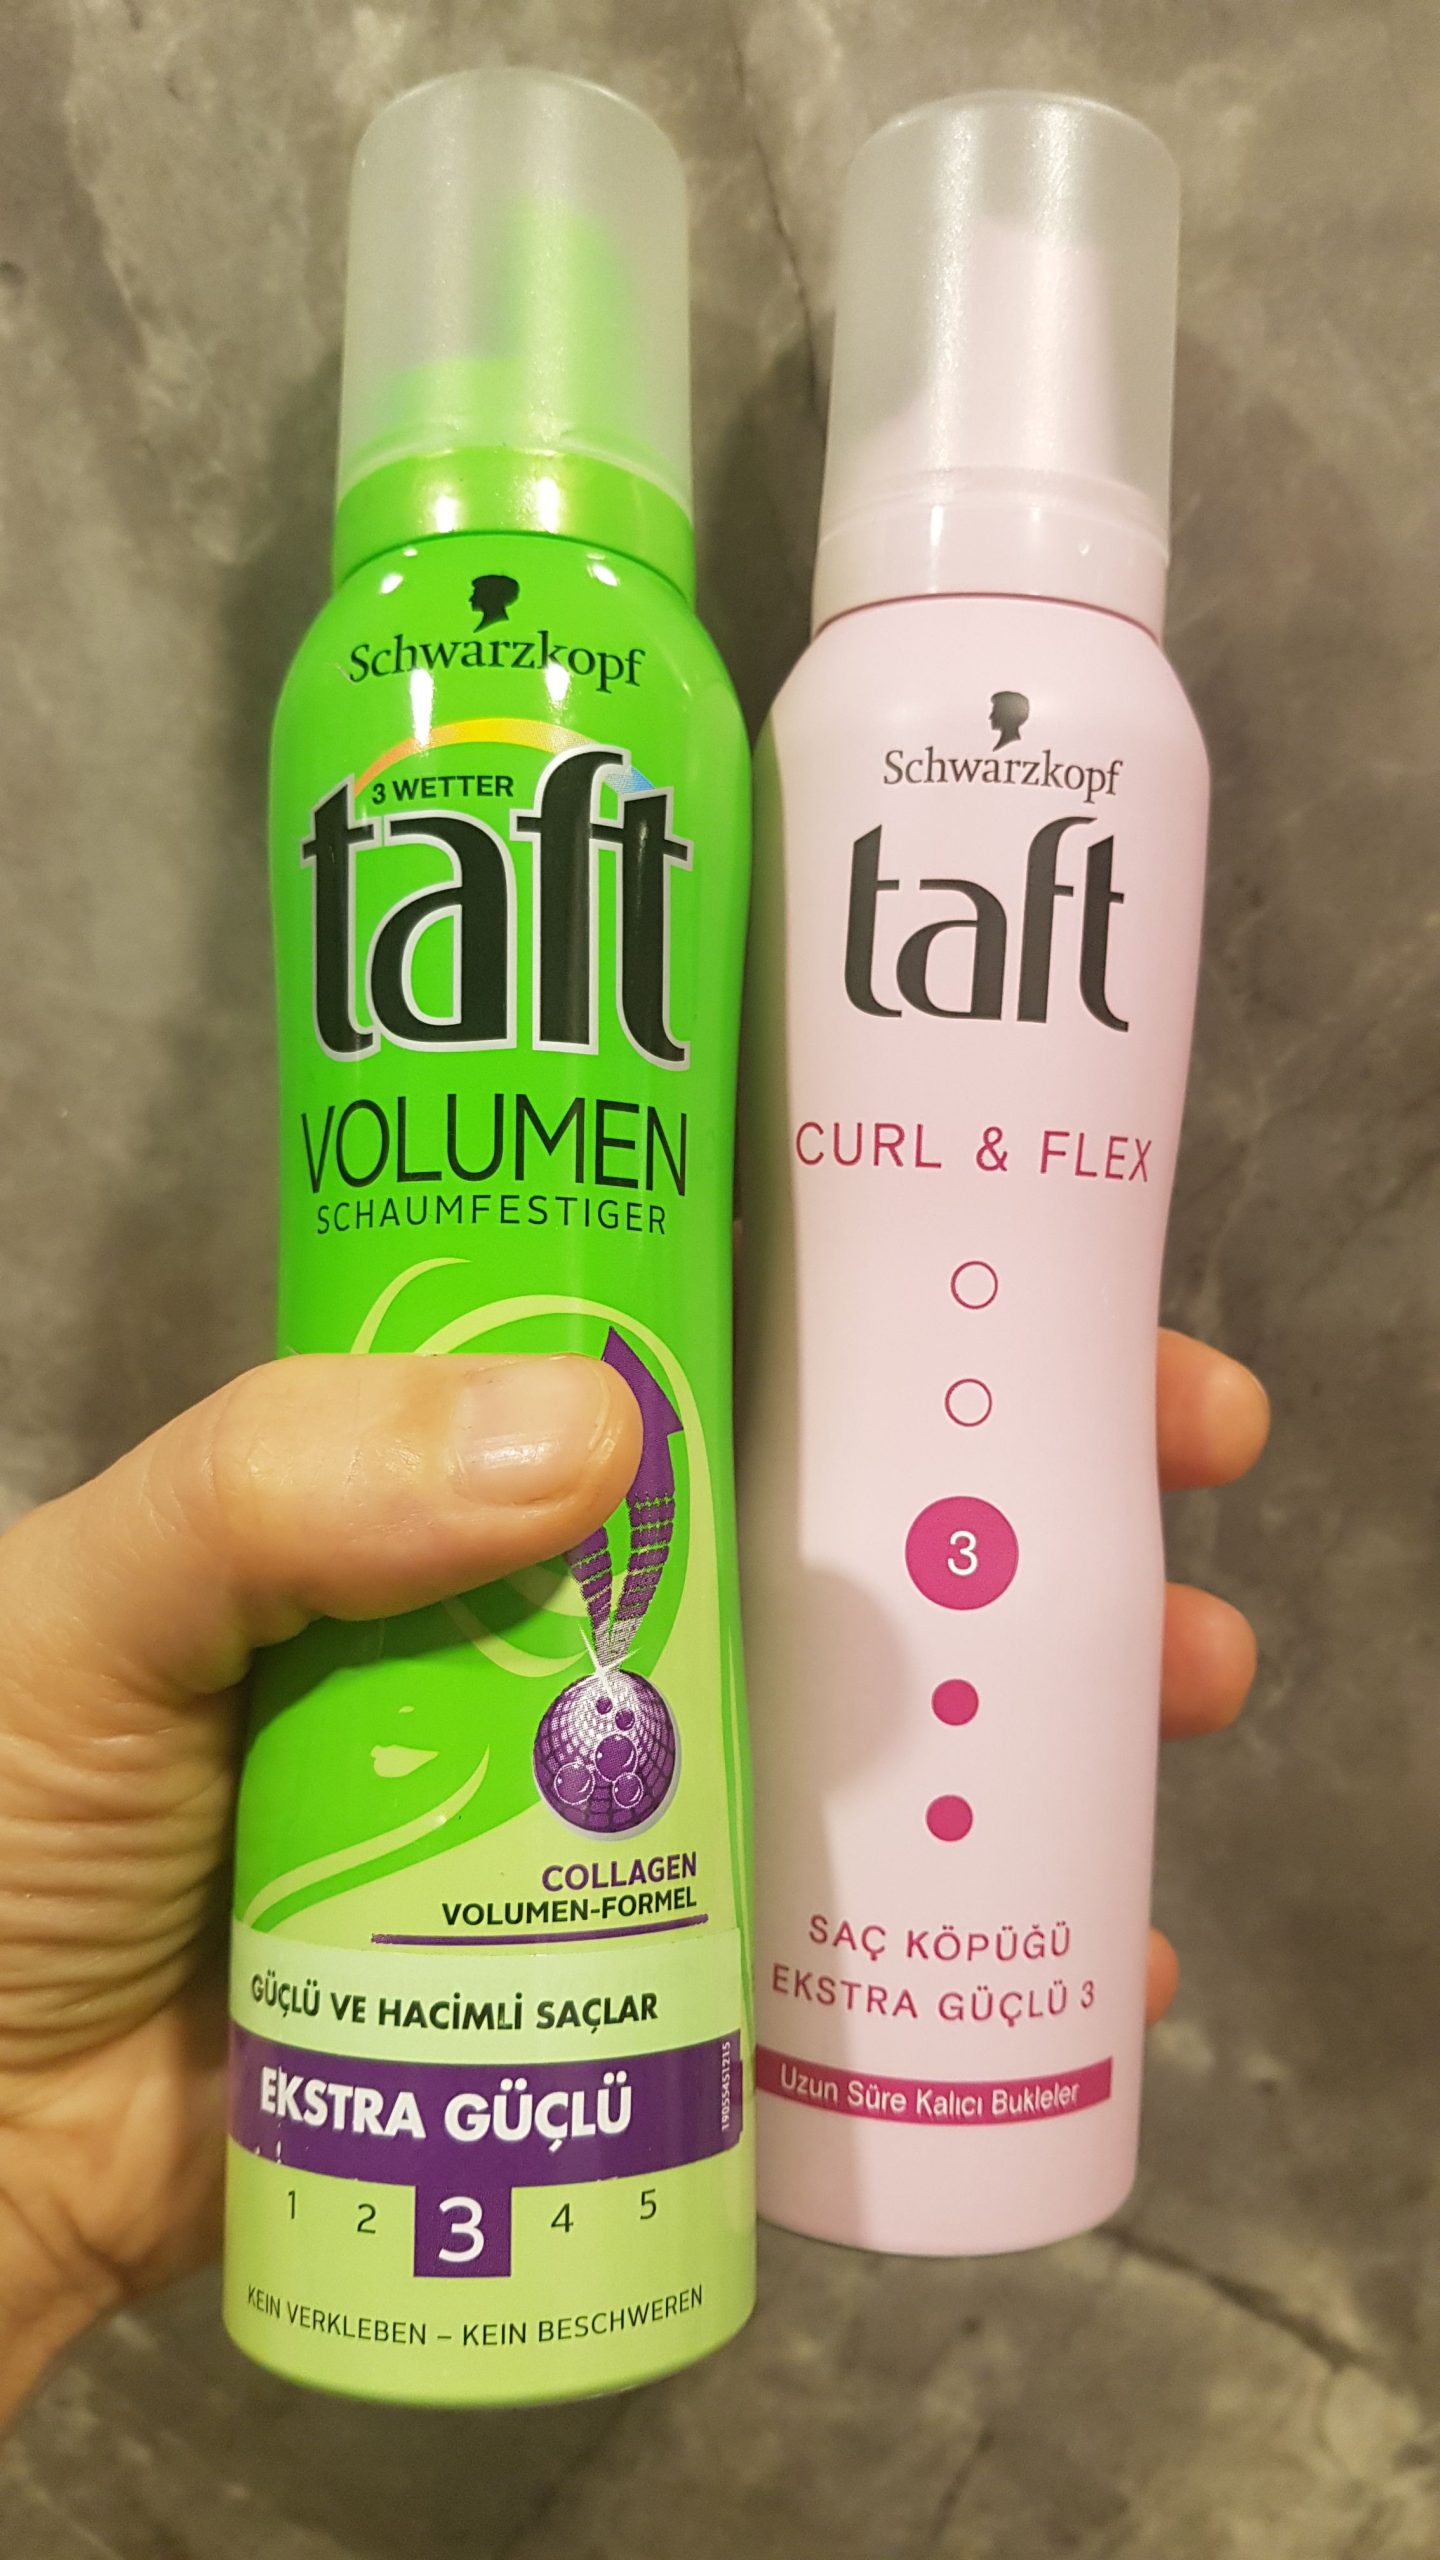 Schwarzkopf
3 WETTER
taft
VOLUMEN
SCHAUMFESTIGER
COLLAGEN
VOLUMEN-FORMEL
GÜÇLÜ VE HACİMLİ SAÇLAR
EKSTRA GÜÇLÜ
19055451215
1 2 3 4 5
KEIN VERKLEBEN – KEIN BESCHWEREN
Schwarzkopf
taft
CURL & FLEX
3
SAÇ KÖPÜĞÜ
EKSTRA GÜÇLÜ 3
Uzun Süre Kalıcı Bukleler